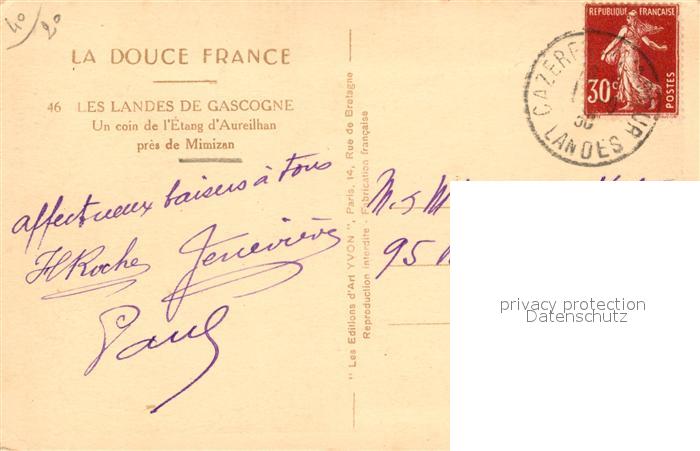 40
20
LA DOUCE FRANCE
46 LES LANDES DE GASCOGNE
Un coin de l'Étang d'Aureilhan
près de Mimizan
affectueux baisers à tous
HRoche Geneviève
Paul
" Les Editions d'Art YVON ", Paris, 14, Rue de Bretagne
Reproduction interdite - Fabrication française
REPUBLIQUE FRANÇAISE
30c
POSTES
LANDES
M. &
95
privacy protection
Datenschutz